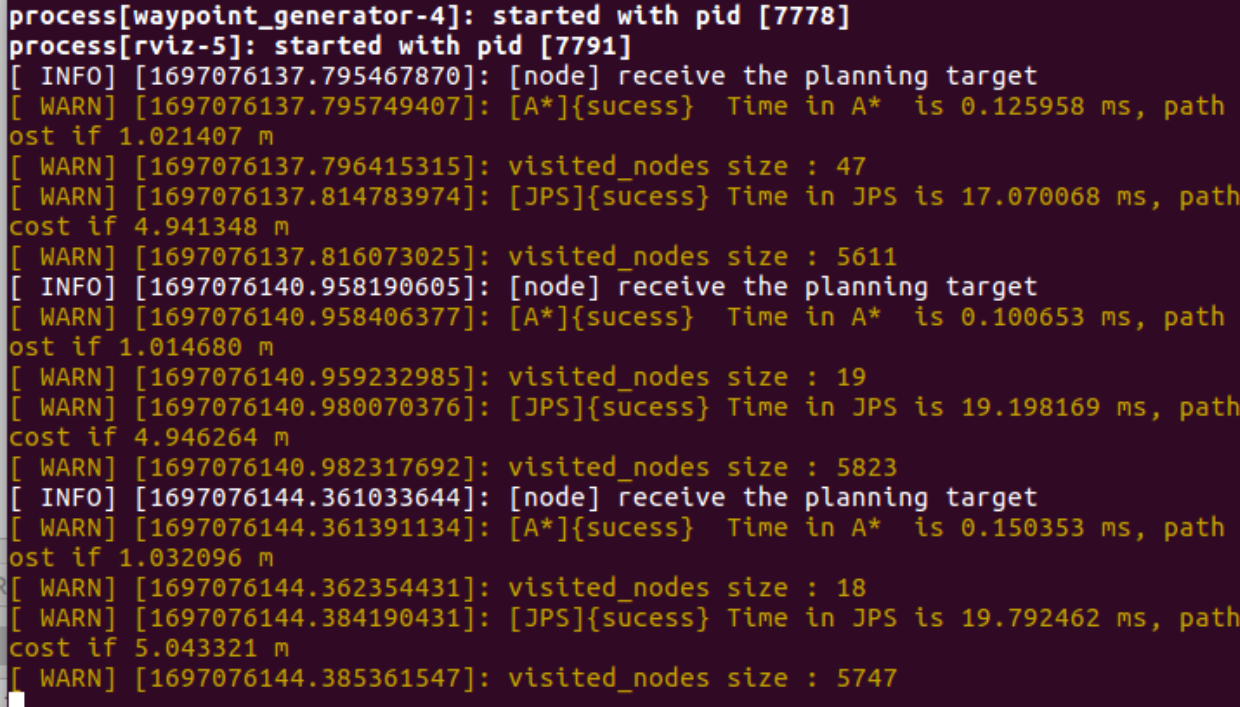 process[waypoint_generator-4]: started with pid [7778]
process[rviz-5]: started with pid [7791]
[ INFO] [1697076137.795467870]: [node] receive the planning target
[ WARN] [1697076137.795749407]: [A*]{sucess}  Time in A*  is 0.125958 ms, path
ost if 1.021407 m
[ WARN] [1697076137.796415315]: visited_nodes size : 47
[ WARN] [1697076137.814783974]: [JPS]{sucess} Time in JPS is 17.070068 ms, path
cost if 4.941348 m
[ WARN] [1697076137.816073025]: visited_nodes size : 5611
[ INFO] [1697076140.958190605]: [node] receive the planning target
[ WARN] [1697076140.958406377]: [A*]{sucess}  Time in A*  is 0.100653 ms, path
ost if 1.014680 m
[ WARN] [1697076140.959232985]: visited_nodes size : 19
[ WARN] [1697076140.980070376]: [JPS]{sucess} Time in JPS is 19.198169 ms, path
cost if 4.946264 m
[ WARN] [1697076140.982317692]: visited_nodes size : 5823
[ INFO] [1697076144.361033644]: [node] receive the planning target
[ WARN] [1697076144.361391134]: [A*]{sucess}  Time in A*  is 0.150353 ms, path
ost if 1.032096 m
[ WARN] [1697076144.362354431]: visited_nodes size : 18
[ WARN] [1697076144.384190431]: [JPS]{sucess} Time in JPS is 19.792462 ms, path
cost if 5.043321 m
[ WARN] [1697076144.385361547]: visited_nodes size : 5747